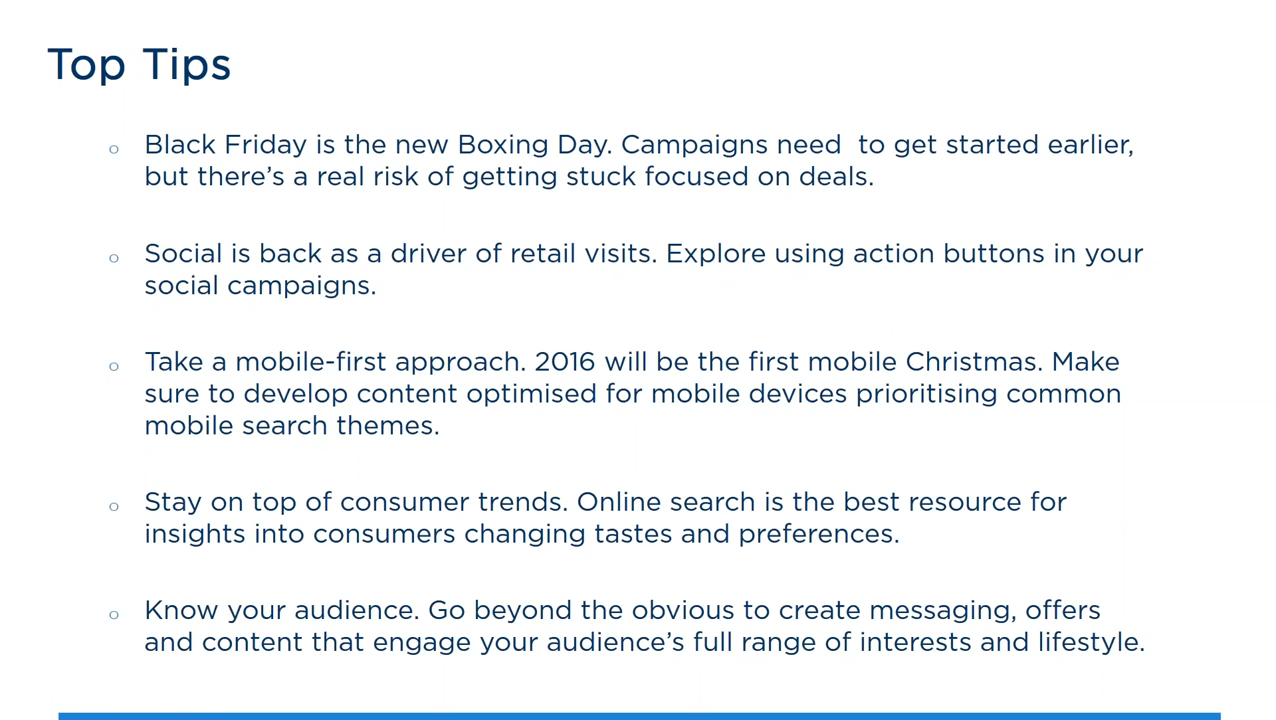 Top Tips
Black Friday is the new Boxing Day. Campaigns need  to get started earlier,
but there’s a real risk of getting stuck focused on deals.
Social is back as a driver of retail visits. Explore using action buttons in your
social campaigns.
Take a mobile-first approach. 2016 will be the first mobile Christmas. Make
sure to develop content optimised for mobile devices prioritising common
mobile search themes.
Stay on top of consumer trends. Online search is the best resource for
insights into consumers changing tastes and preferences.
Know your audience. Go beyond the obvious to create messaging, offers
and content that engage your audience’s full range of interests and lifestyle.